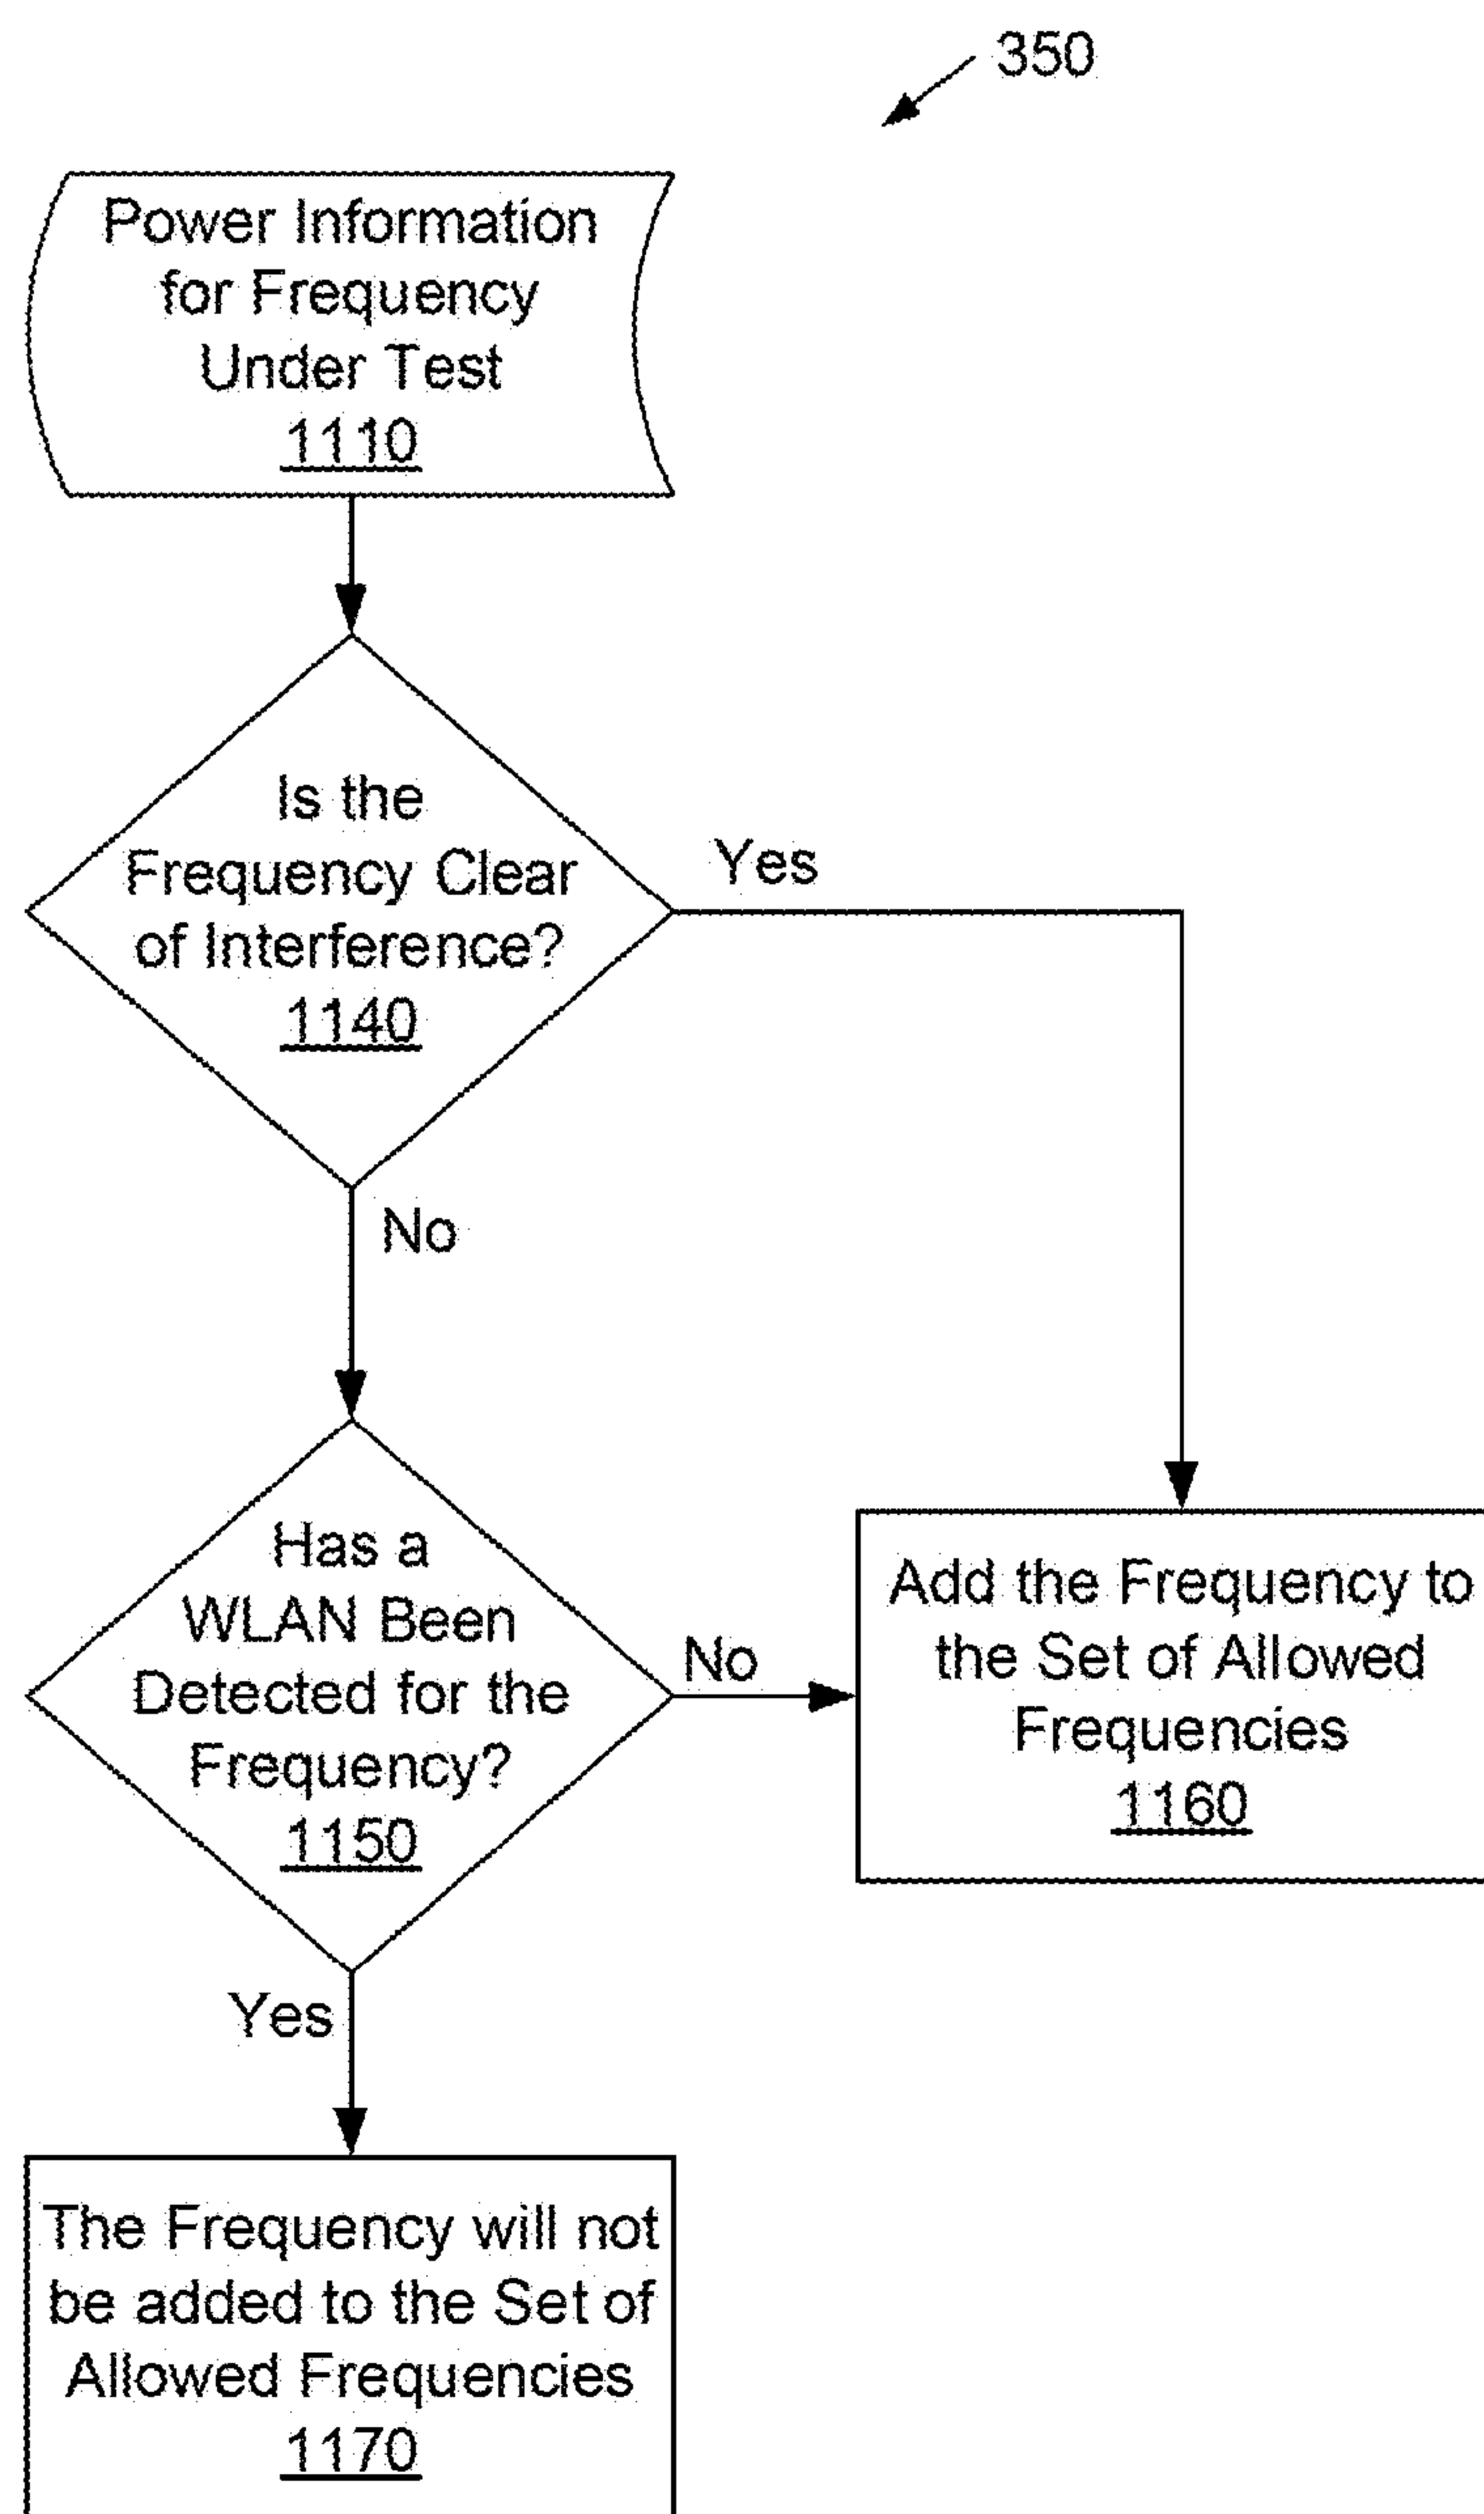 350
Power Information
for Frequency
Under Test
1110
Is the
Frequency Clear
of Interference?
1140
Yes
No
Has a
WLAN Been
Detected for the
Frequency?
1150
No
Add the Frequency to
the Set of Allowed
Frequencies
1160
Yes
The Frequency will not
be added to the Set of
Allowed Frequencies
1170